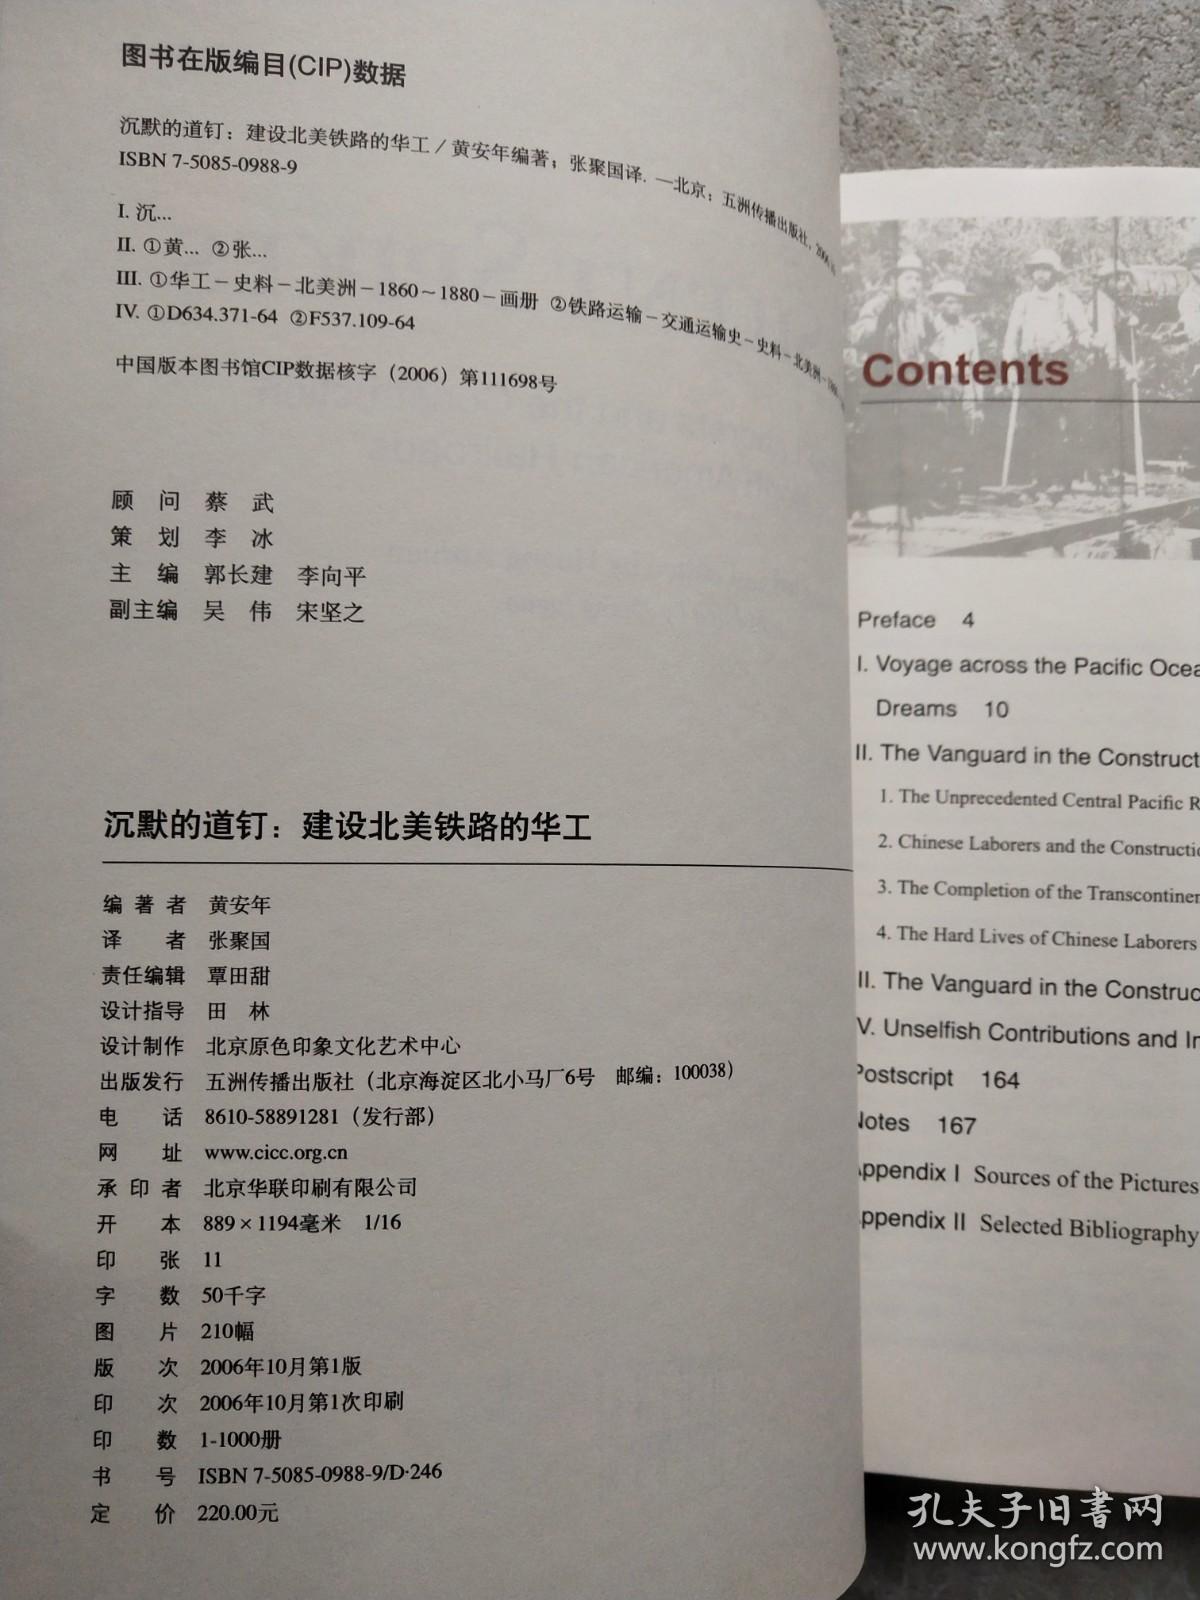 图书在版编目(CIP)数据
沉默的道钉：建设北美铁路的华工／黄安年编著；张聚国译. —北京：五洲传播出版社，
ISBN 7-5085-0988-9
I. 沉...
II. ①黄... ②张...
III. ①华工－史料－北美洲－1860～1880－画册 ②铁路运输－交通运输史－史料－北美洲－
IV. ①D634.371-64 ②F537.109-64
中国版本图书馆CIP数据核字（2006）第111698号
顾 问 蔡 武
策 划 李 冰
主 编 郭长建 李向平
副主编 吴 伟 宋坚之
沉默的道钉：建设北美铁路的华工
编 著 者 黄安年
译 者 张聚国
责任编辑 覃田甜
设计指导 田 林
设计制作 北京原色印象文化艺术中心
出版发行 五洲传播出版社（北京海淀区北小马厂6号 邮编：100038）
电 话 8610-58891281（发行部）
网 址 www.cicc.org.cn
承 印 者 北京华联印刷有限公司
开 本 889×1194毫米 1/16
印 张 11
字 数 50千字
图 片 210幅
版 次 2006年10月第1版
印 次 2006年10月第1次印刷
印 数 1-1000册
书 号 ISBN 7-5085-0988-9/D·246
定 价 220.00元
Contents
Preface 4
I. Voyage across the Pacific Ocea
Dreams 10
II. The Vanguard in the Construct
1. The Unprecedented Central Pacific R
2. Chinese Laborers and the Constructio
3. The Completion of the Transcontinen
4. The Hard Lives of Chinese Laborers
II. The Vanguard in the Construc
V. Unselfish Contributions and In
Postscript 164
Notes 167
Appendix I Sources of the Pictures
Appendix II Selected Bibliography
孔夫子旧书网
www.kongfz.com